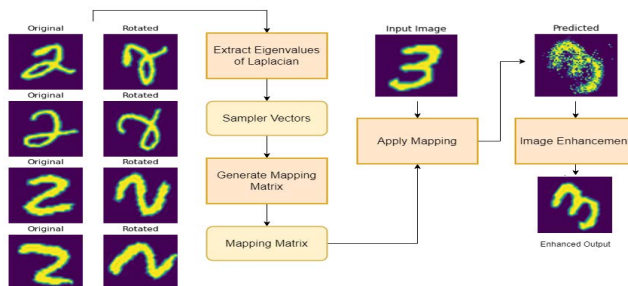 Original Rotated
Original Rotated
Original Rotated
Original Rotated
Extract Eigenvalues
of Laplacian
Sampler Vectors
Generate Mapping
Matrix
Mapping Matrix
Input Image
Apply Mapping
Predicted
Image Enhancement
Enhanced Output